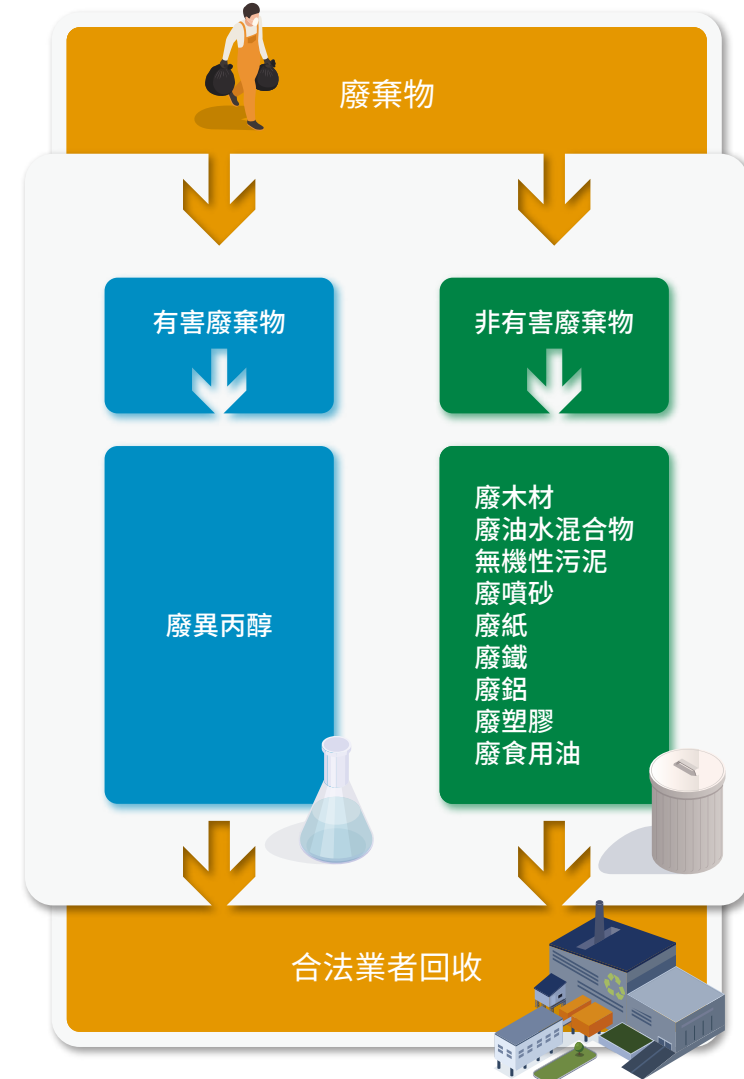 廢棄物
有害廢棄物
非有害廢棄物
廢異丙醇
廢木材
廢油水混合物
無機性污泥
廢噴砂
廢紙
廢鐵
廢鋁
廢塑膠
廢食用油
合法業者回收